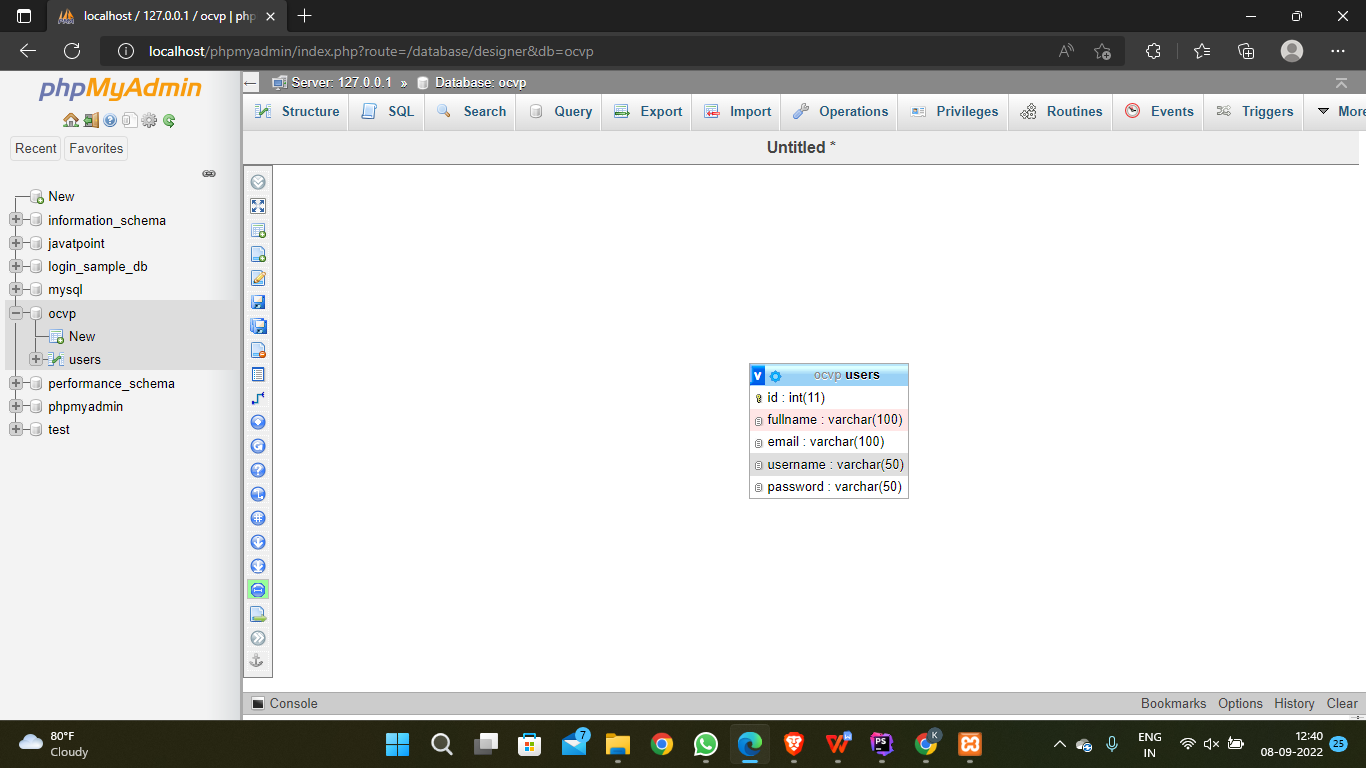 localhost / 127.0.0.1 / ocvp | php
localhost/phpmyadmin/index.php?route=/database/designer&db=ocvp
phpMyAdmin
Recent Favorites
New
information_schema
javatpoint
login_sample_db
mysql
ocvp
New
users
performance_schema
phpmyadmin
test
Server: 127.0.0.1 » Database: ocvp
Structure SQL Search Query Export Import Operations Privileges Routines Events Triggers More
Untitled *
v ocvp users
id : int(11)
fullname : varchar(100)
email : varchar(100)
username : varchar(50)
password : varchar(50)
Console Bookmarks Options History Clear
80°F
Cloudy
7
PS
K
ENG
IN
12:40
08-09-2022
25